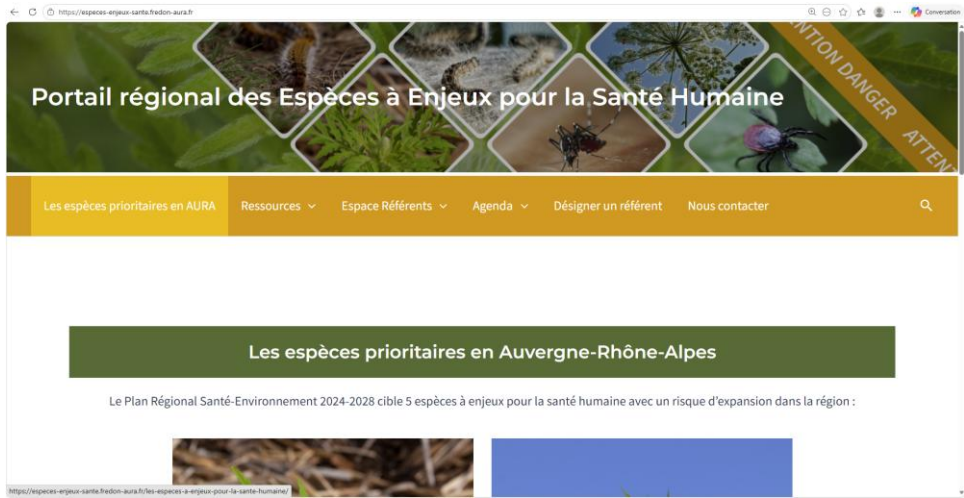 https://especes-enjeux-sante.fredon-aura.fr
Conversation
Portail régional des Espèces à Enjeux pour la Santé Humaine
NTION DANGER ATTEN
Les espèces prioritaires en AURA
Ressources
Espace Référents
Agenda
Désigner un référent
Nous contacter
Les espèces prioritaires en Auvergne-Rhône-Alpes
Le Plan Régional Santé-Environnement 2024-2028 cible 5 espèces à enjeux pour la santé humaine avec un risque d'expansion dans la région :
https://especes-enjeux-sante.fredon-aura.fr/les-especes-a-enjeux-pour-la-sante-humaine/